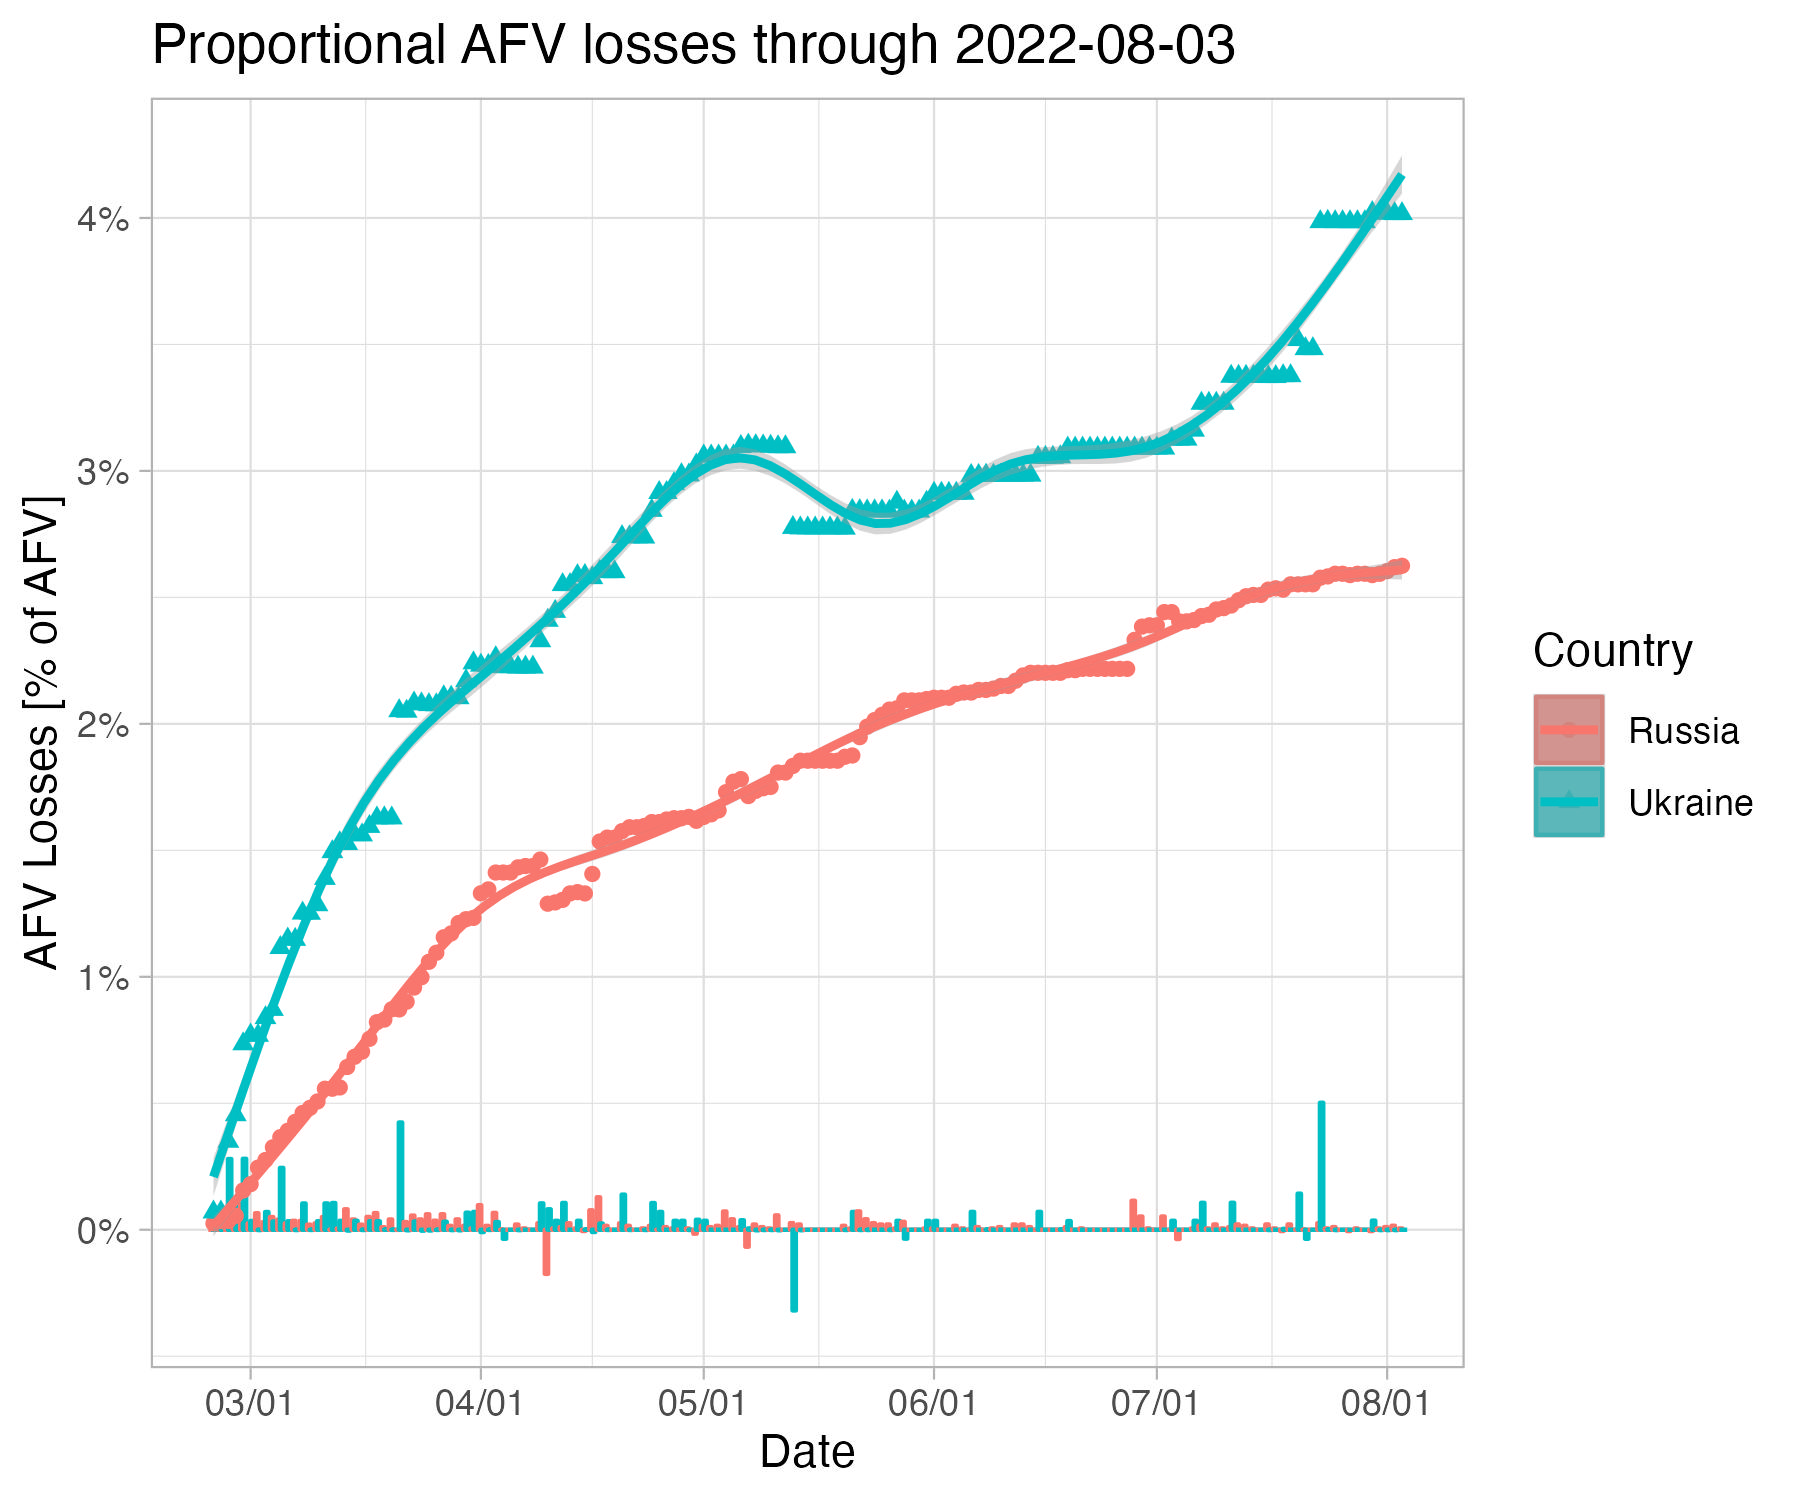 Proportional AFV losses through 2022-08-03
AFV Losses [% of AFV]
4%
3%
2%
1%
0%
03/01
04/01
05/01
06/01
07/01
08/01
Date
Country
Russia
Ukraine